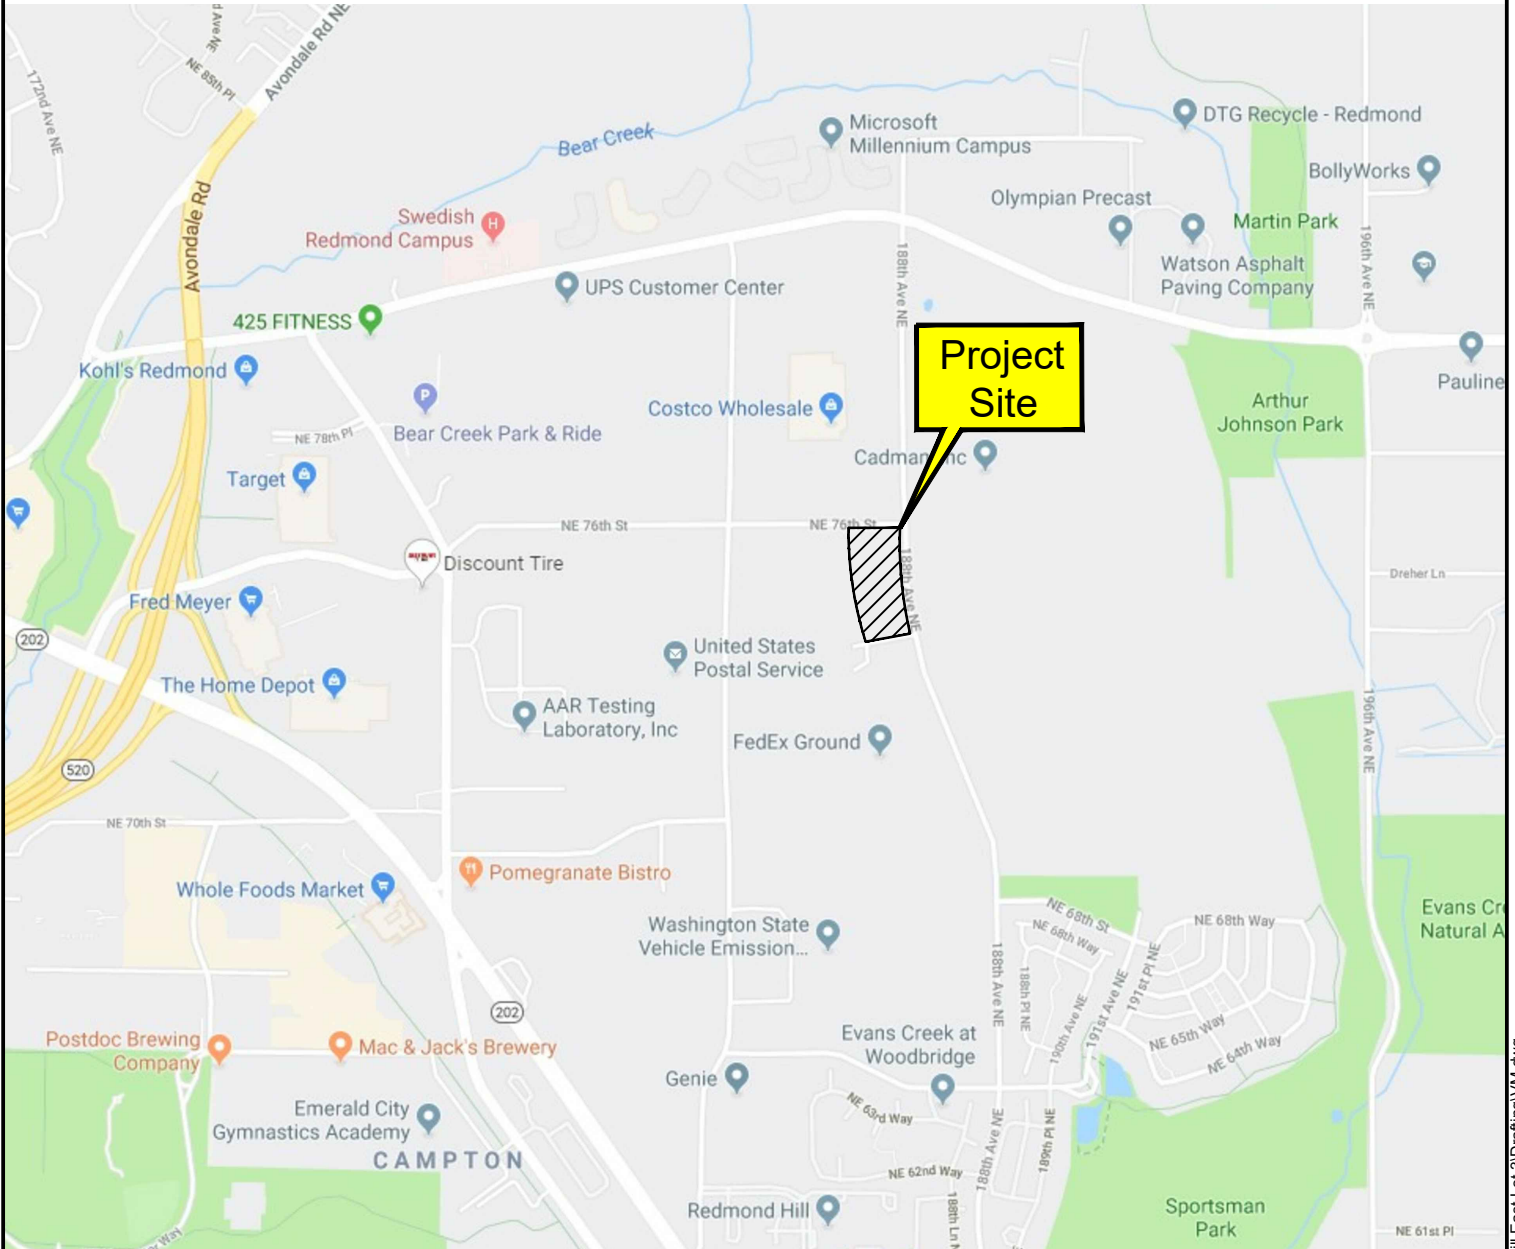 Avondale Rd NE
d Ave NE
NE 85th Pl
172nd Ave NE
Avondale Rd
Bear Creek
Microsoft
Millennium Campus
DTG Recycle - Redmond
BollyWorks
Olympian Precast
Martin Park
Swedish
Redmond Campus
H
188th Ave NE
196th Ave NE
Watson Asphalt
Paving Company
UPS Customer Center
425 FITNESS
Kohl's Redmond
Project
Site
Pauline
P
Costco Wholesale
Arthur
Johnson Park
NE 78th Pl
Bear Creek Park & Ride
Cadman Inc
Target
NE 76th St
NE 76th St
Discount Tire
188th Ave NE
Dreher Ln
Fred Meyer
202
United States
Postal Service
The Home Depot
AAR Testing
Laboratory, Inc
FedEx Ground
196th Ave NE
520
NE 70th St
Pomegranate Bistro
Whole Foods Market
Evans Cre
Natural A
NE 68th St
NE 68th Way
NE 68th Way
Washington State
Vehicle Emission...
188th Ave NE
188th Pl NE
190th Ave NE
191st Ave NE
191st Pl NE
202
NE 65th Way
NE 64th Way
Evans Creek at
Woodbridge
Postdoc Brewing
Company
Mac & Jack's Brewery
Genie
NE 63rd Way
Emerald City
Gymnastics Academy
CAMPTON
188th Ave NE
189th Pl NE
NE 62nd Way
Redmond Hill
188th Ln N
Sportsman
Park
NE 61st Pl
Way